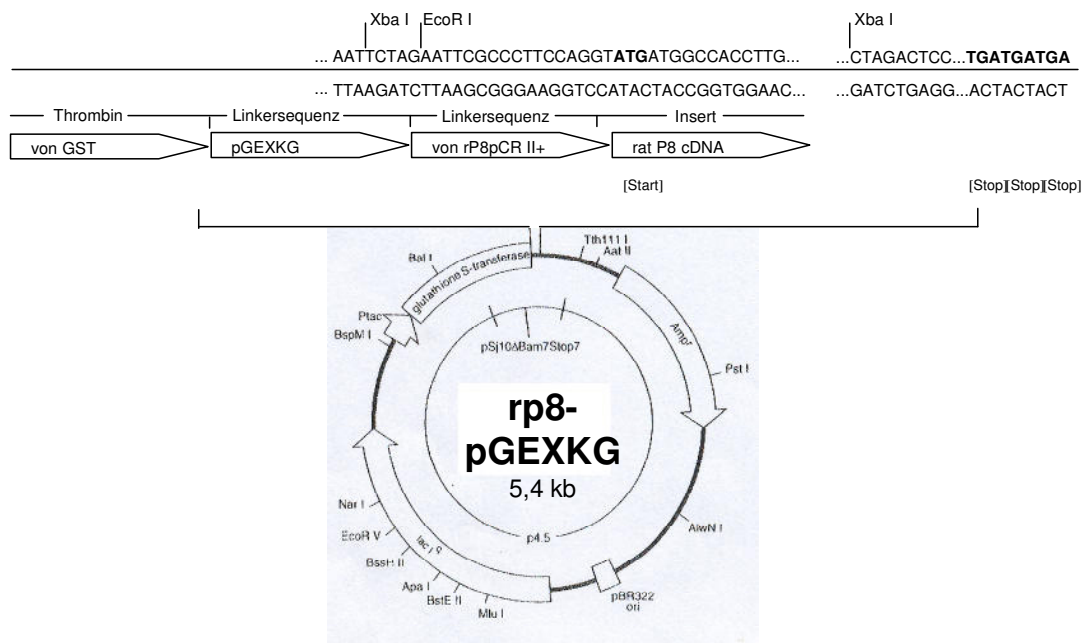 Xba I EcoR I Xba I
... AATTCTAGAATTCGCCCTTCCAGGTATGATGGCCACCTTG... ...CTAGACTCC...TGATGATGA
... TTAAGATCTTAAGCGGGAAGGTCCATACTACCGGTGGAAC... ...GATCTGAGG...ACTACTACT
Thrombin Linkersequenz Linkersequenz Insert
von GST pGEXKG von rP8pCR II+ rat P8 cDNA
[Start] [Stop][Stop][Stop]
Tth111 I
Aat II
Bal I
glutathione S-transferase
Ptac
BspM I
Ampr
pSj10ΔBam7Stop7
Pst I
rp8-
pGEXKG
5,4 kb
Nar I
EcoR V
BssH II
Apa I
BstE II
Mlu I
lac Iq
p4.5
AlwN I
pBR322
ori